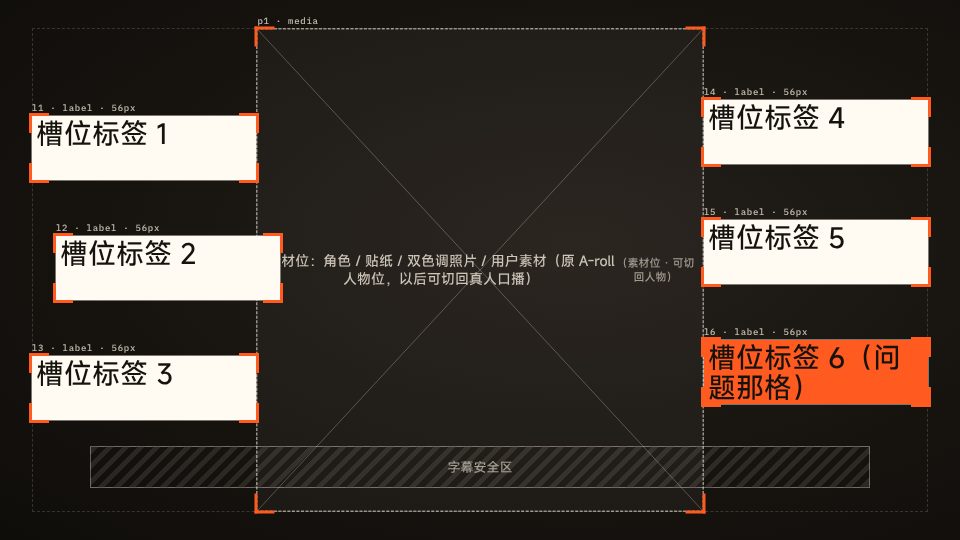 p1 · media
l1 · label · 56px
槽位标签 1
l2 · label · 56px
槽位标签 2
l3 · label · 56px
槽位标签 3
材位：角色 / 贴纸 / 双色调照片 / 用户素材（原 A-roll
人物位，以后可切回真人口播）
（素材位 · 可切
回人物）
l4 · label · 56px
槽位标签 4
l5 · label · 56px
槽位标签 5
l6 · label · 56px
槽位标签 6（问
题那格）
字幕安全区